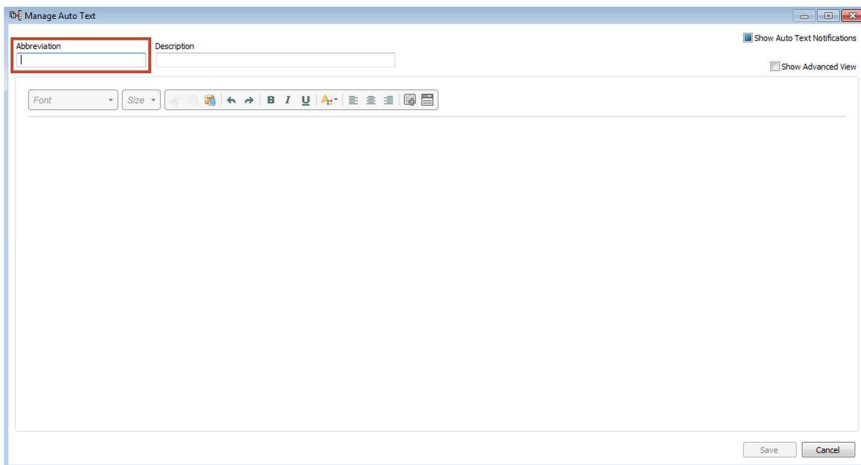 Manage Auto Text
Show Auto Text Notifications
Abbreviation Description
Show Advanced View
Font Size B I U A
Save Cancel